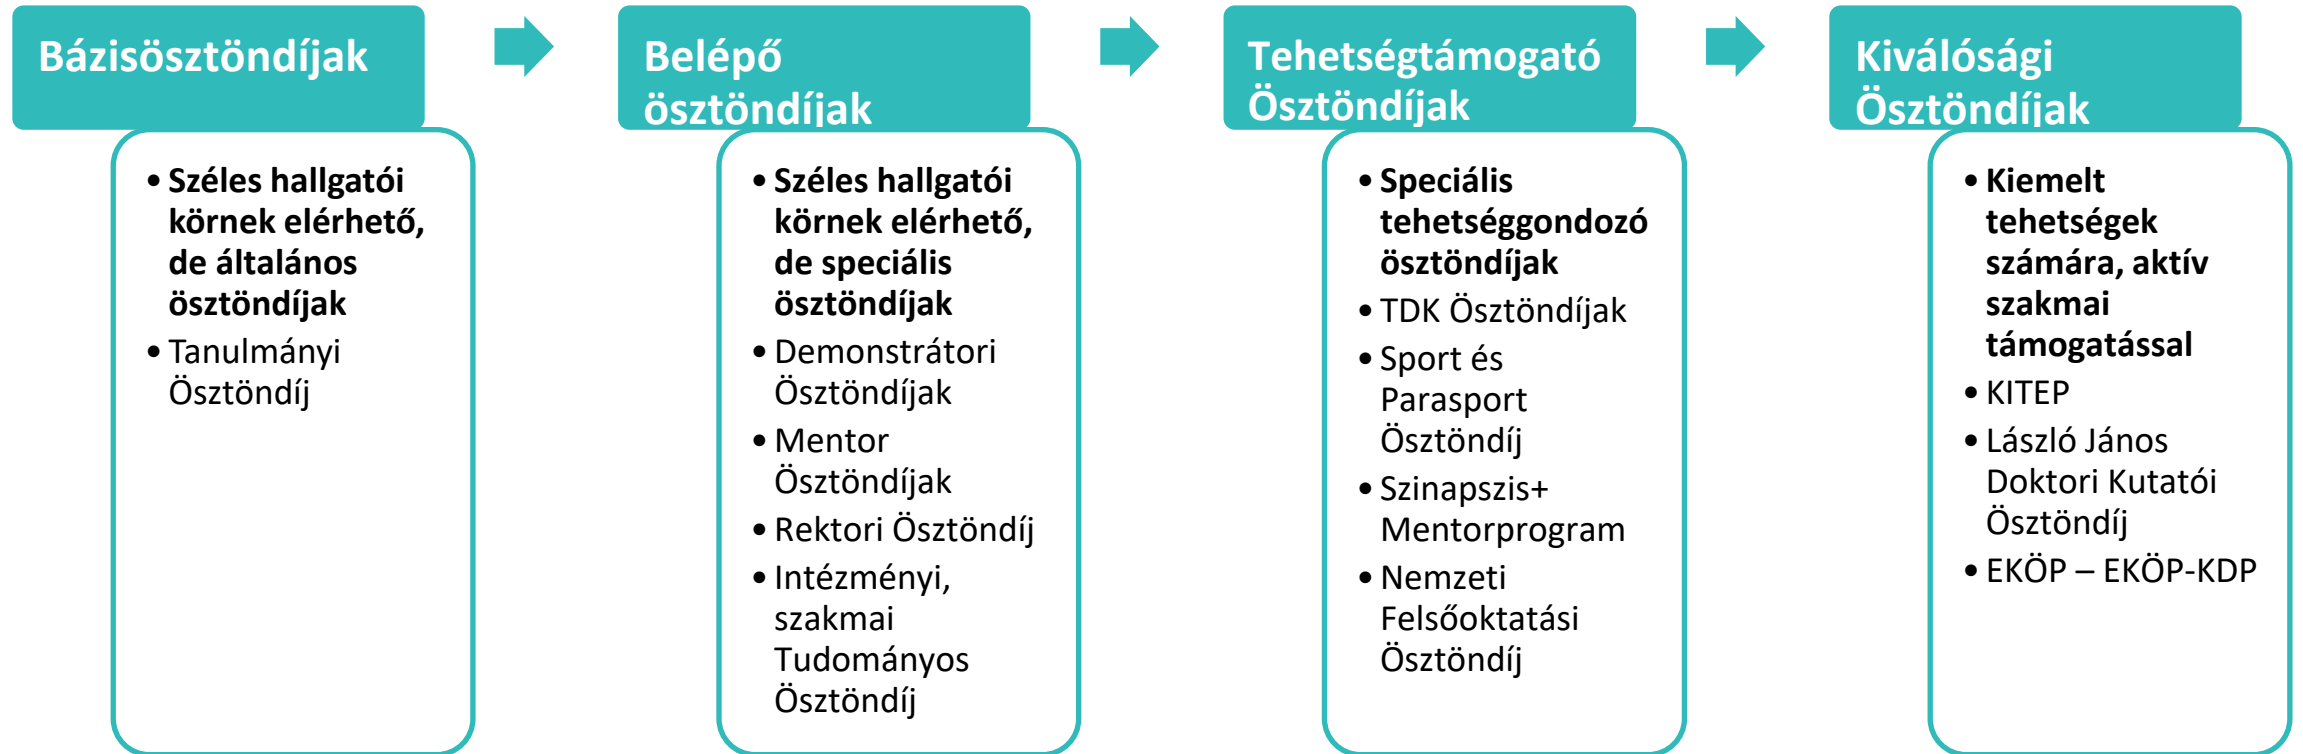 Bázisösztöndíjak
• Széles hallgatói
körnek elérhető,
de általános
ösztöndíjak
• Tanulmányi
Ösztöndíj
Belépő
ösztöndíjak
• Széles hallgatói
körnek elérhető,
de speciális
ösztöndíjak
• Demonstrátori
Ösztöndíjak
• Mentor
Ösztöndíjak
• Rektori Ösztöndíj
• Intézményi,
szakmai
Tudományos
Ösztöndíj
Tehetségtámogató
Ösztöndíjak
• Speciális
tehetséggondozó
ösztöndíjak
• TDK Ösztöndíjak
• Sport és
Parasport
Ösztöndíj
• Szinapszis+
Mentorprogram
• Nemzeti
Felsőoktatási
Ösztöndíj
Kiválósági
Ösztöndíjak
• Kiemelt
tehetségek
számára, aktív
szakmai
támogatással
• KITEP
• László János
Doktori Kutatói
Ösztöndíj
• EKÖP – EKÖP-KDP